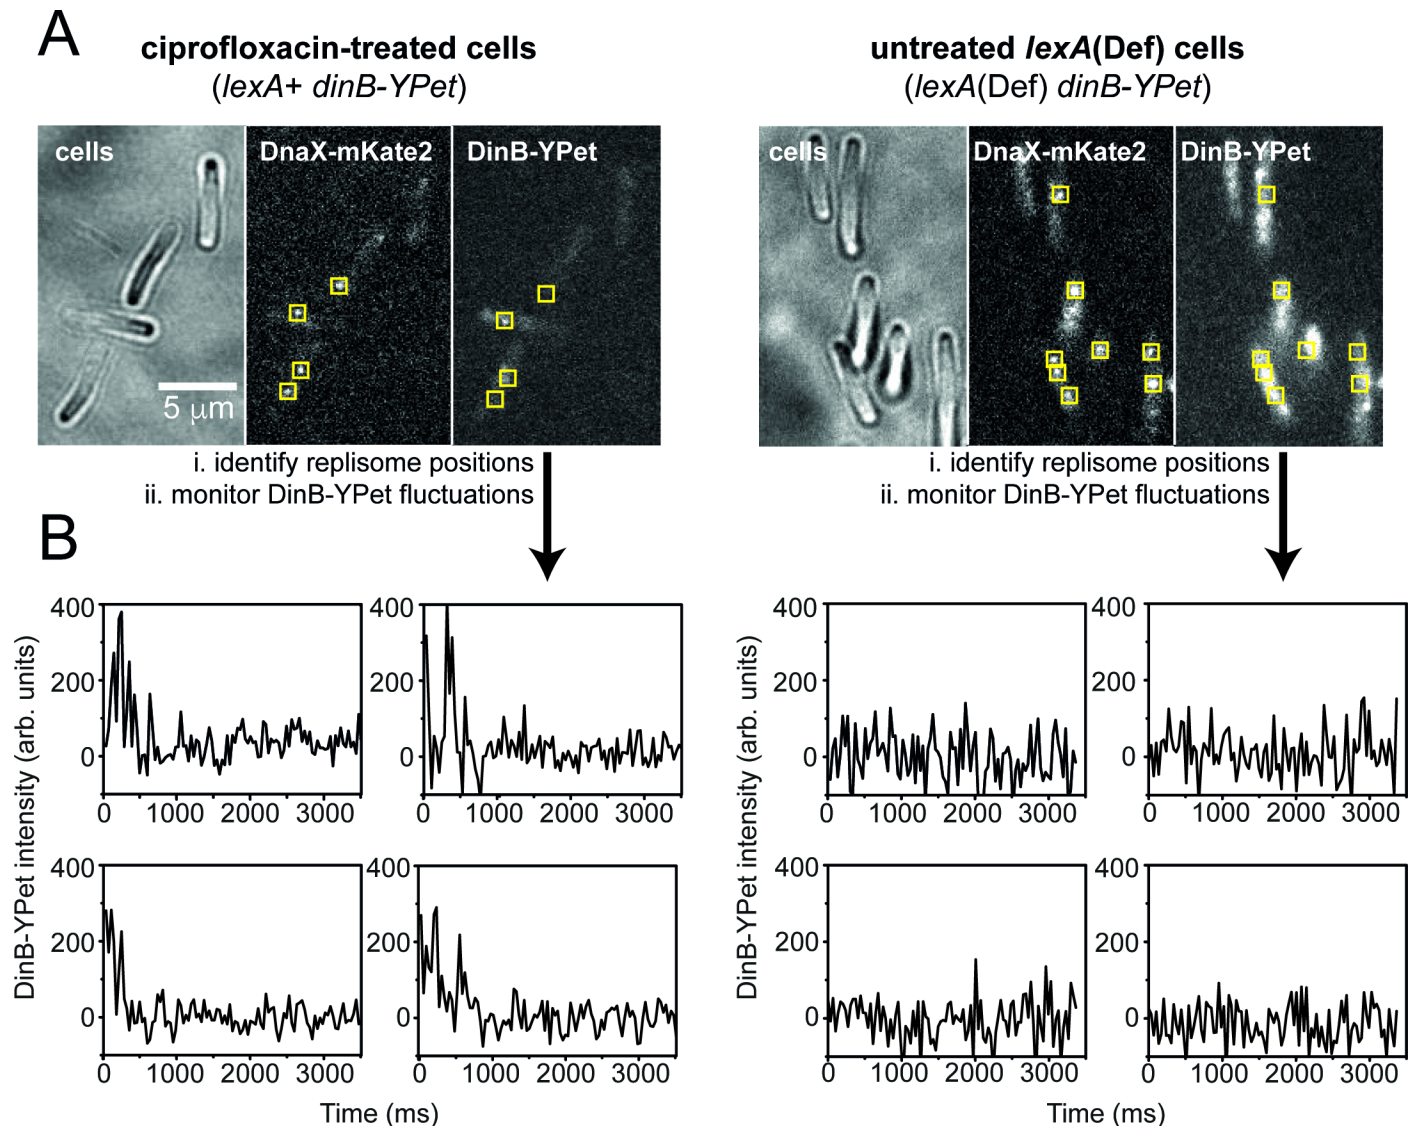 A
ciprofloxacin-treated cells
(lexA+ dinB-YPet)
untreated lexA(Def) cells
(lexA(Def) dinB-YPet)
cells
DnaX-mKate2
DinB-YPet
5 μm
cells
DnaX-mKate2
DinB-YPet
i. identify replisome positions
ii. monitor DinB-YPet fluctuations
i. identify replisome positions
ii. monitor DinB-YPet fluctuations
B
DinB-YPet intensity (arb. units)
400
200
0
0 1000 2000 3000
400
200
0
0 1000 2000 3000
400
200
0
0 1000 2000 3000
400
200
0
0 1000 2000 3000
Time (ms)
DinB-YPet intensity (arb. units)
400
200
0
0 1000 2000 3000
400
200
0
0 1000 2000 3000
400
200
0
0 1000 2000 3000
400
200
0
0 1000 2000 3000
Time (ms)